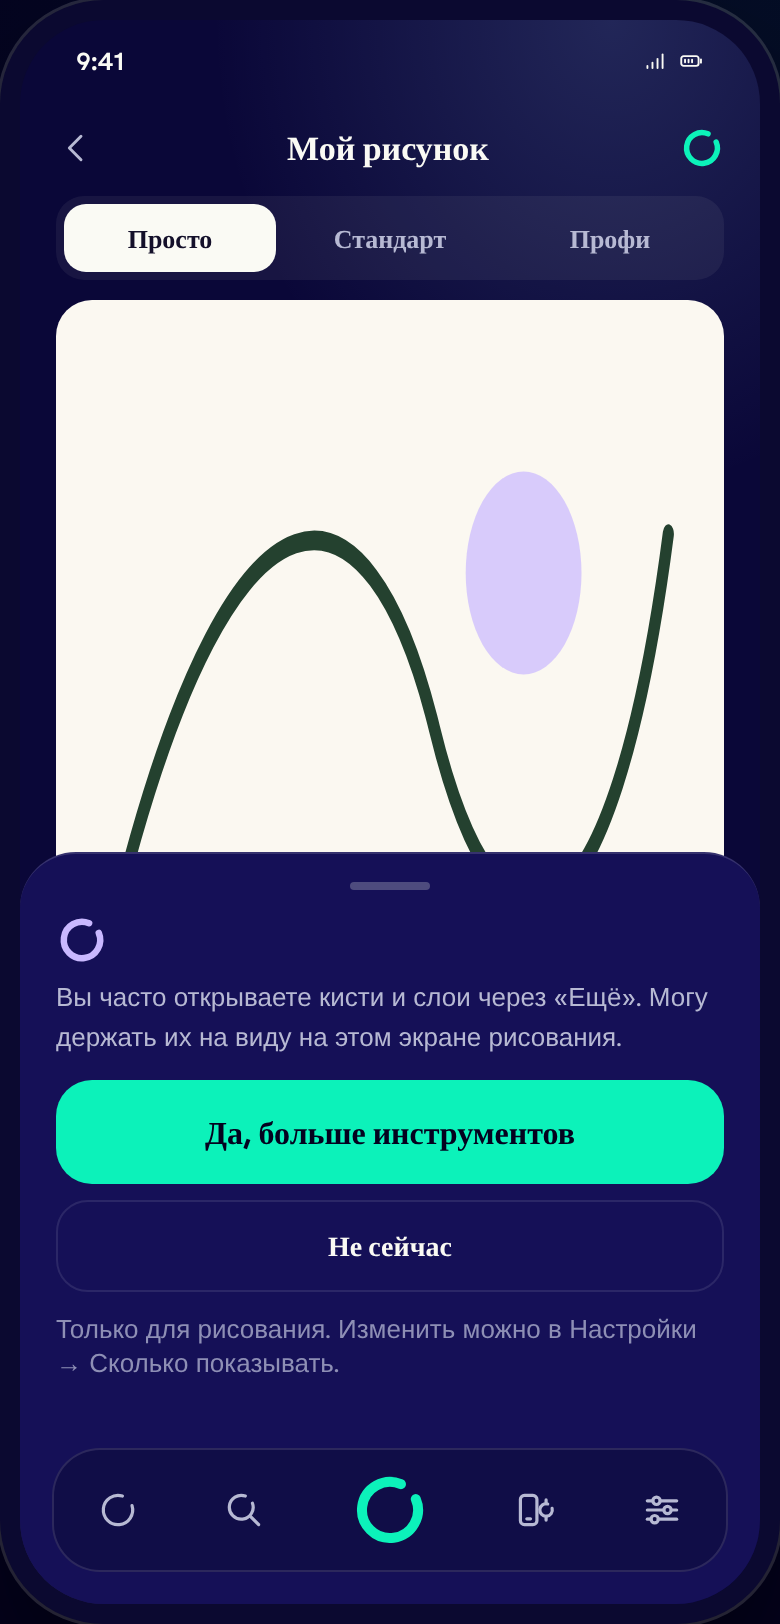 9:41
Мой рисунок
Просто
Стандарт
Профи
Вы часто открываете кисти и слои через «Ещё». Могу
держать их на виду на этом экране рисования.
Да, больше инструментов
Не сейчас
Только для рисования. Изменить можно в Настройки
→ Сколько показывать.